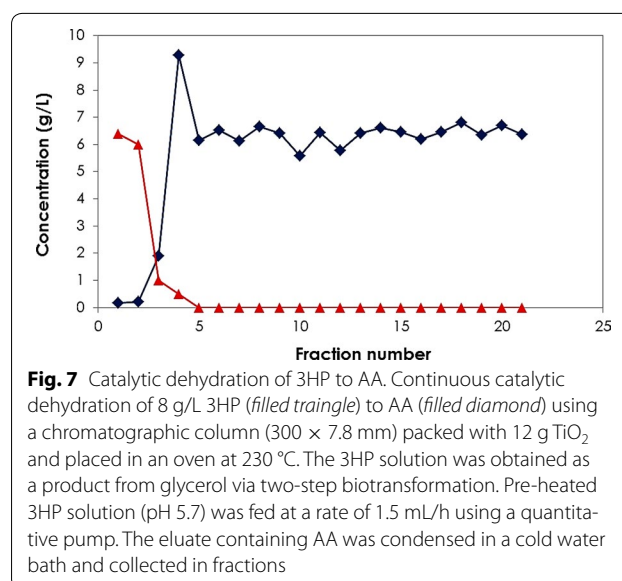 10
9
8
7
6
5
4
3
2
1
0
Concentration (g/L)
0 5 10 15 20 25
Fraction number
Fig. 7 Catalytic dehydration of 3HP to AA. Continuous catalytic
dehydration of 8 g/L 3HP (filled traingle) to AA (filled diamond) using
a chromatographic column (300 × 7.8 mm) packed with 12 g TiO₂
and placed in an oven at 230 °C. The 3HP solution was obtained as
a product from glycerol via two-step biotransformation. Pre-heated
3HP solution (pH 5.7) was fed at a rate of 1.5 mL/h using a quantita-
tive pump. The eluate containing AA was condensed in a cold water
bath and collected in fractions